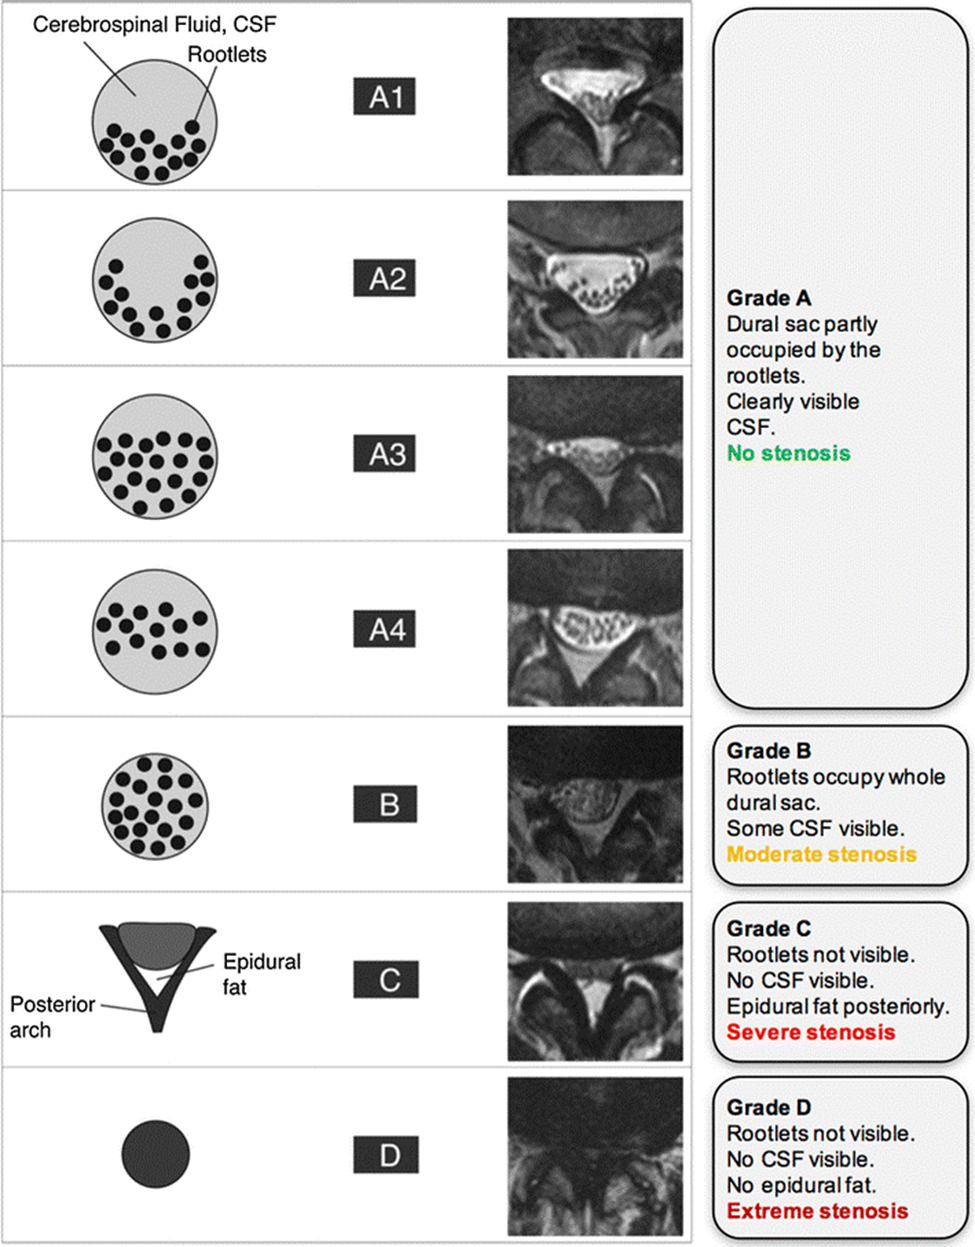 Cerebrospinal Fluid, CSF
Rootlets
A1
A2
A3
A4
Grade A
Dural sac partly
occupied by the
rootlets.
Clearly visible
CSF.
No stenosis
B
Grade B
Rootlets occupy whole
dural sac.
Some CSF visible.
Moderate stenosis
Epidural
fat
Posterior
arch
C
Grade C
Rootlets not visible.
No CSF visible.
Epidural fat posteriorly.
Severe stenosis
D
Grade D
Rootlets not visible.
No CSF visible.
No epidural fat.
Extreme stenosis